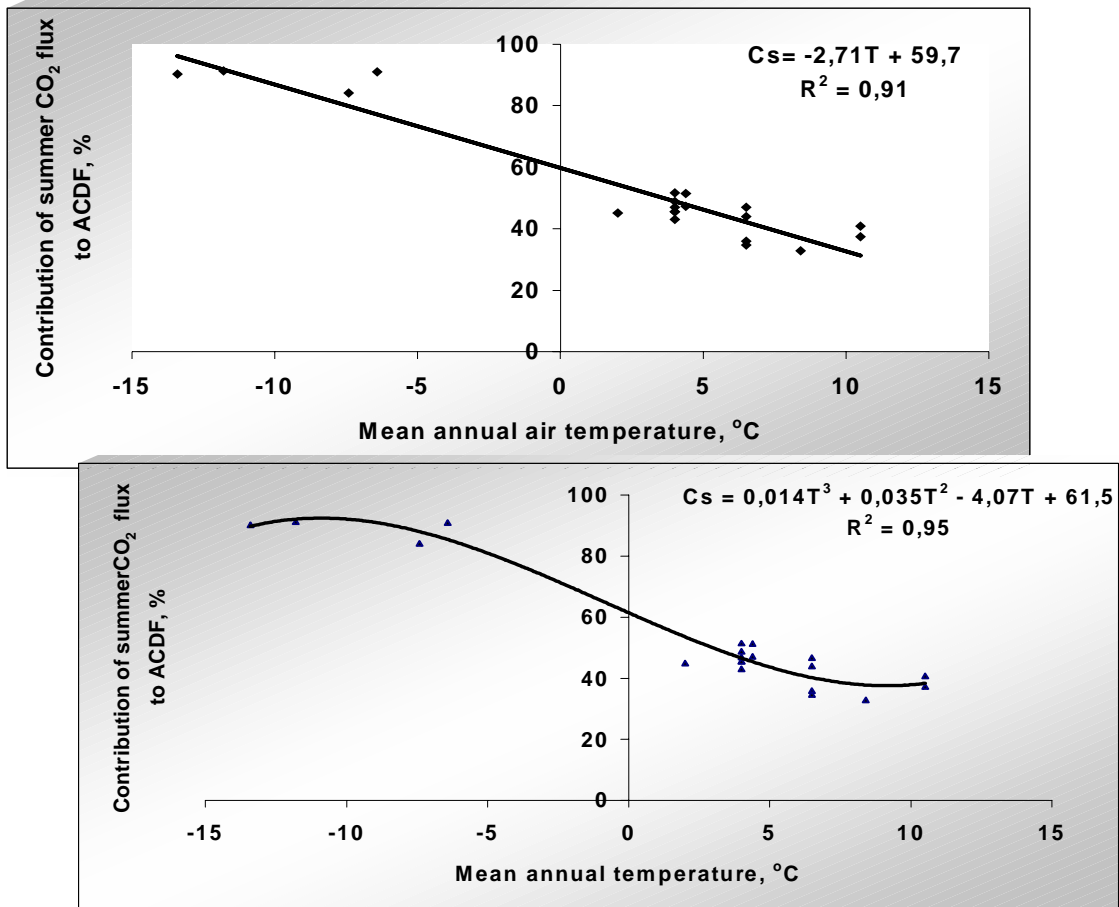 Contribution of summer CO₂ flux
to ACDF, %
100
80
60
40
20
0
Cs= -2,71T + 59,7
R² = 0,91
-15 -10 -5 0 5 10 15
Mean annual air temperature, °C
Contribution of summerCO₂ flux
to ACDF, %
100
80
60
40
20
0
Cs = 0,014T³ + 0,035T² - 4,07T + 61,5
R² = 0,95
-15 -10 -5 0 5 10 15
Mean annual temperature, °C